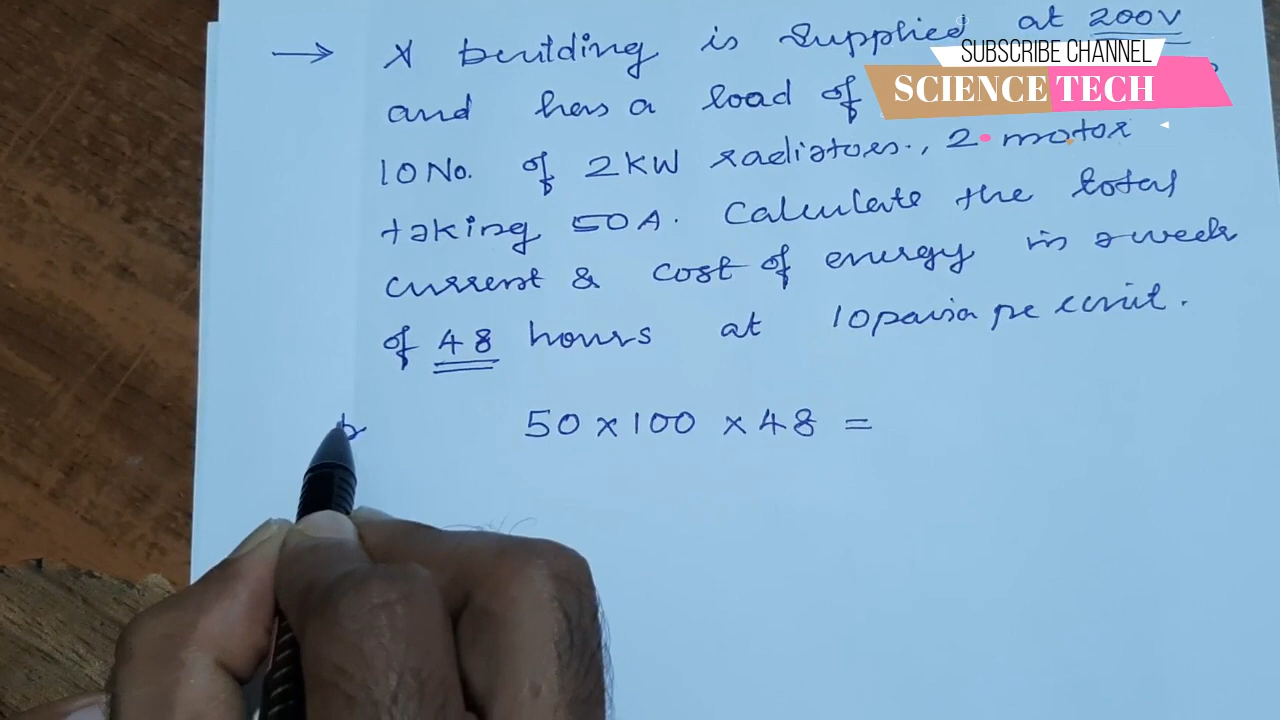 → A building is supplied at 200V
SUBSCRIBE CHANNEL
SCIENCE TECH
and has a load of
10 No. of 2KW radiators., 2 motor
taking 50A. Calculate the total
current & cost of energy in a week
of 48 hours at 10 paisa pe unit.
50 × 100 × 48 =